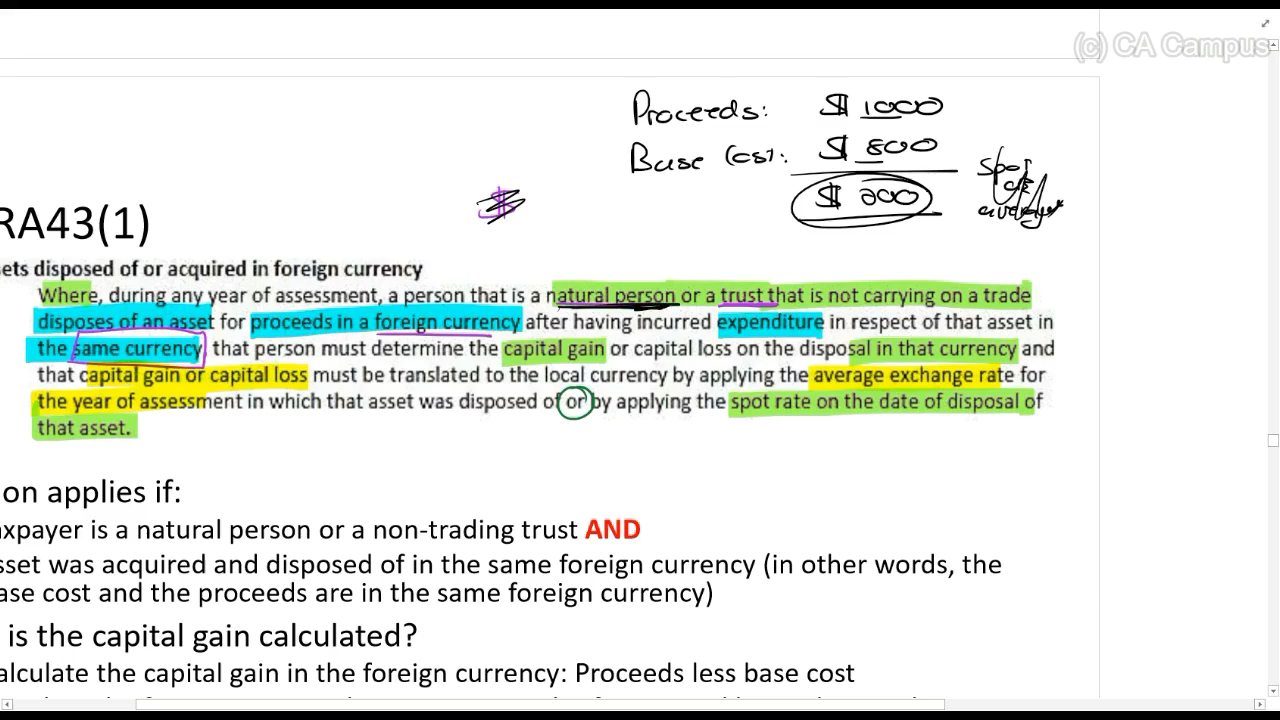 (c) CA Campus
Proceeds: $ 1000
Base Cost: $ 800
$ 200
spot
or
average
$
RA43(1)
sets disposed of or acquired in foreign currency
Where, during any year of assessment, a person that is a natural person or a trust that is not carrying on a trade
disposes of an asset for proceeds in a foreign currency after having incurred expenditure in respect of that asset in
the same currency, that person must determine the capital gain or capital loss on the disposal in that currency and
that capital gain or capital loss must be translated to the local currency by applying the average exchange rate for
the year of assessment in which that asset was disposed of or by applying the spot rate on the date of disposal of
that asset.
on applies if:
axpayer is a natural person or a non-trading trust AND
sset was acquired and disposed of in the same foreign currency (in other words, the
ase cost and the proceeds are in the same foreign currency)
is the capital gain calculated?
alculate the capital gain in the foreign currency: Proceeds less base cost